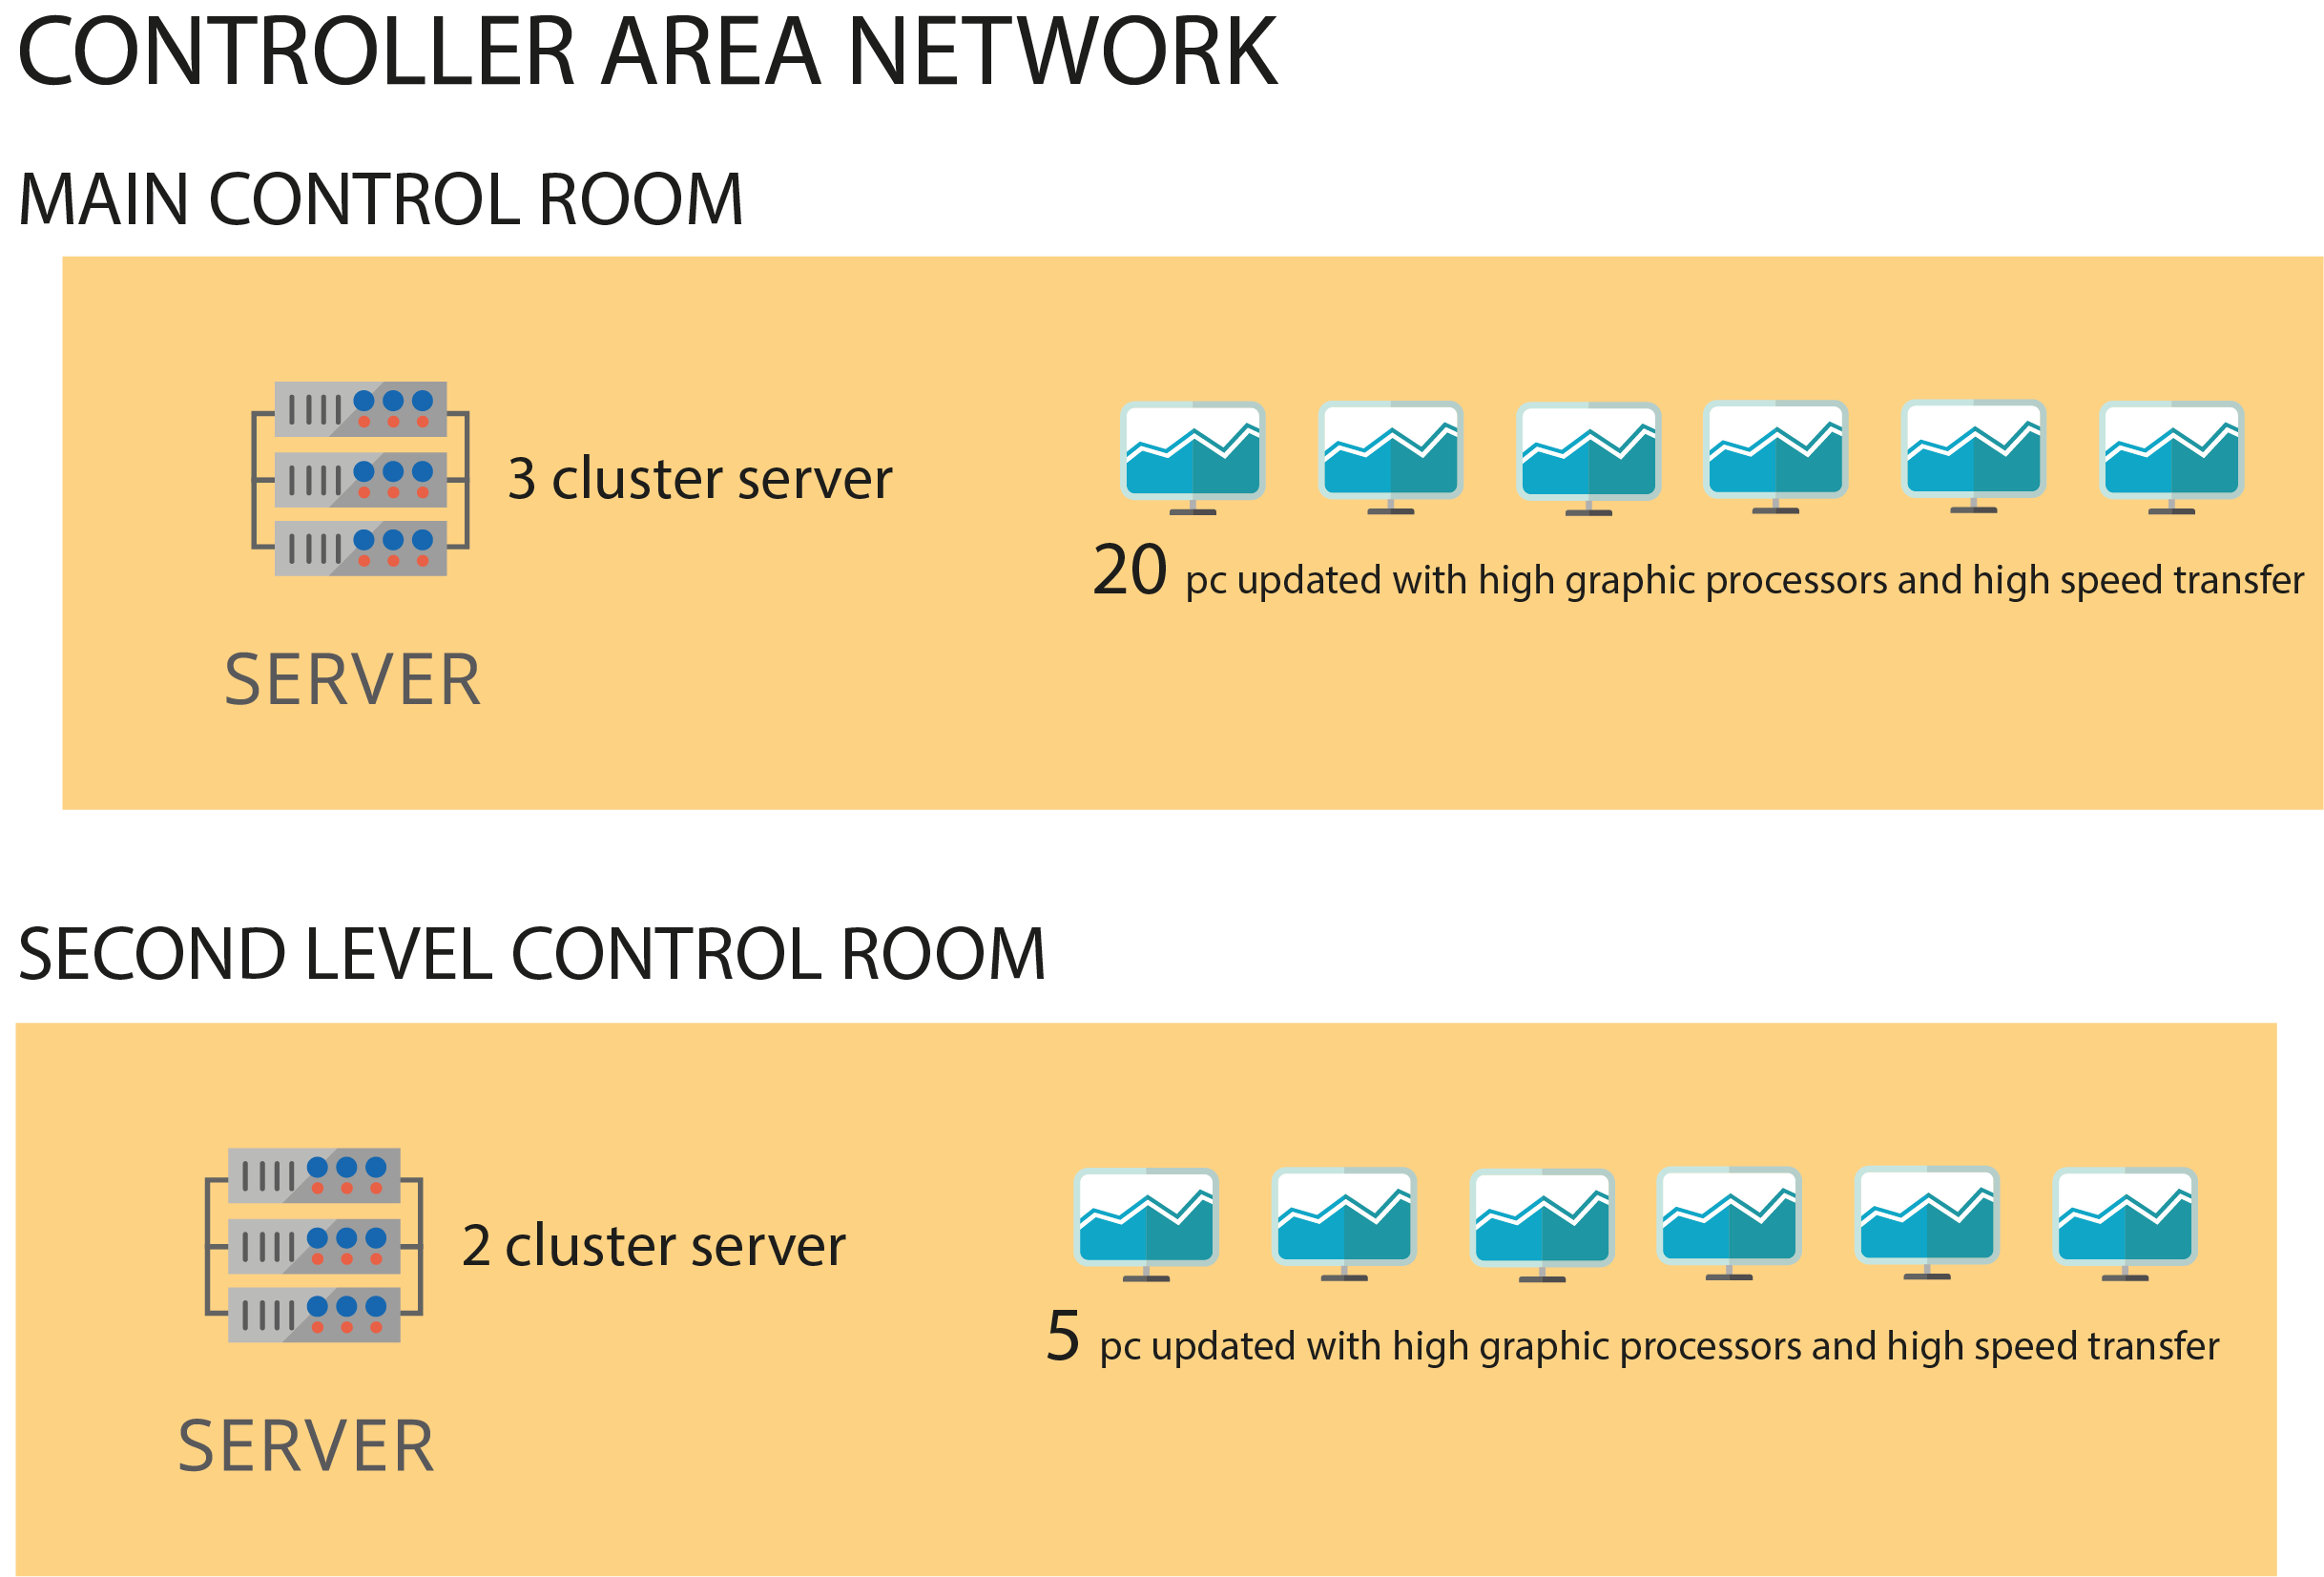 CONTROLLER AREA NETWORK
MAIN CONTROL ROOM
3 cluster server
20 pc updated with high graphic processors and high speed transfer
SERVER
SECOND LEVEL CONTROL ROOM
2 cluster server
5 pc updated with high graphic processors and high speed transfer
SERVER